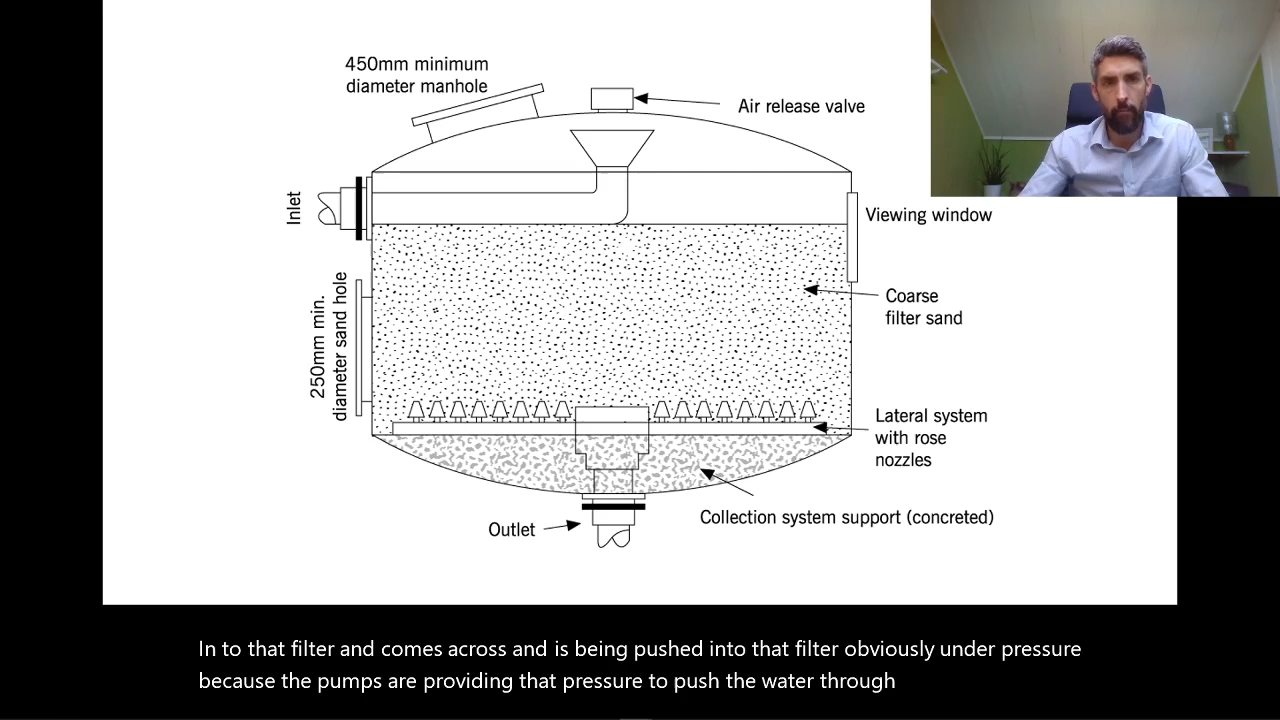 450mm minimum
diameter manhole
Air release valve
Inlet
Viewing window
250mm min.
diameter sand hole
Coarse
filter sand
Lateral system
with rose
nozzles
Collection system support (concreted)
Outlet
In to that filter and comes across and is being pushed into that filter obviously under pressure
because the pumps are providing that pressure to push the water through